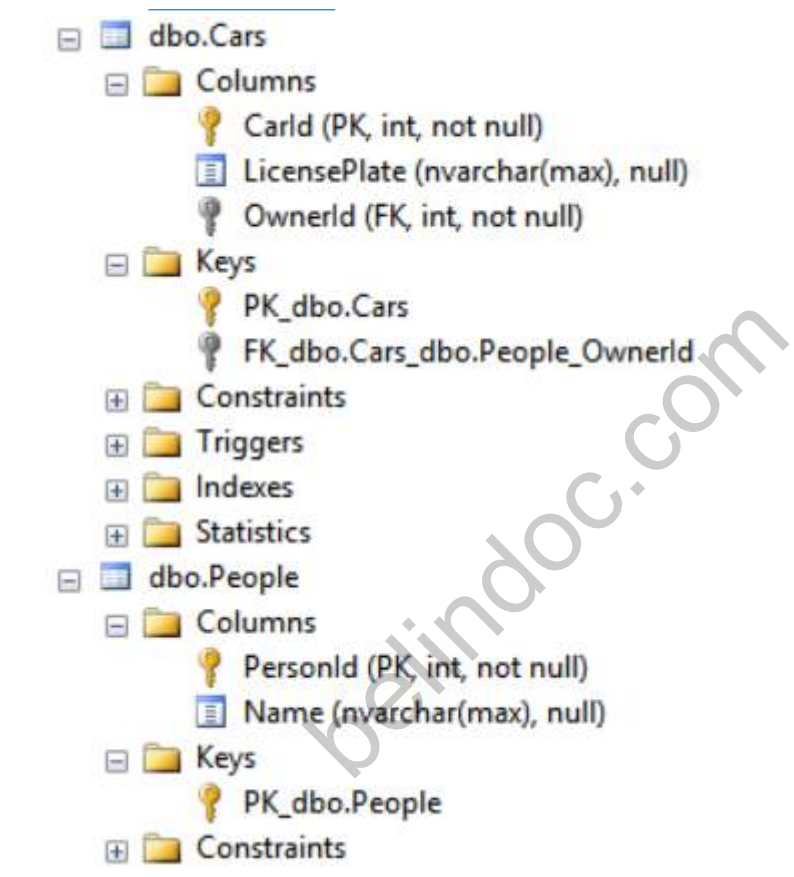 dbo.Cars
Columns
CarId (PK, int, not null)
LicensePlate (nvarchar(max), null)
OwnerId (FK, int, not null)
Keys
PK_dbo.Cars
FK_dbo.Cars_dbo.People_OwnerId
Constraints
Triggers
Indexes
Statistics
dbo.People
Columns
PersonId (PK, int, not null)
Name (nvarchar(max), null)
Keys
PK_dbo.People
Constraints
belindoc.com